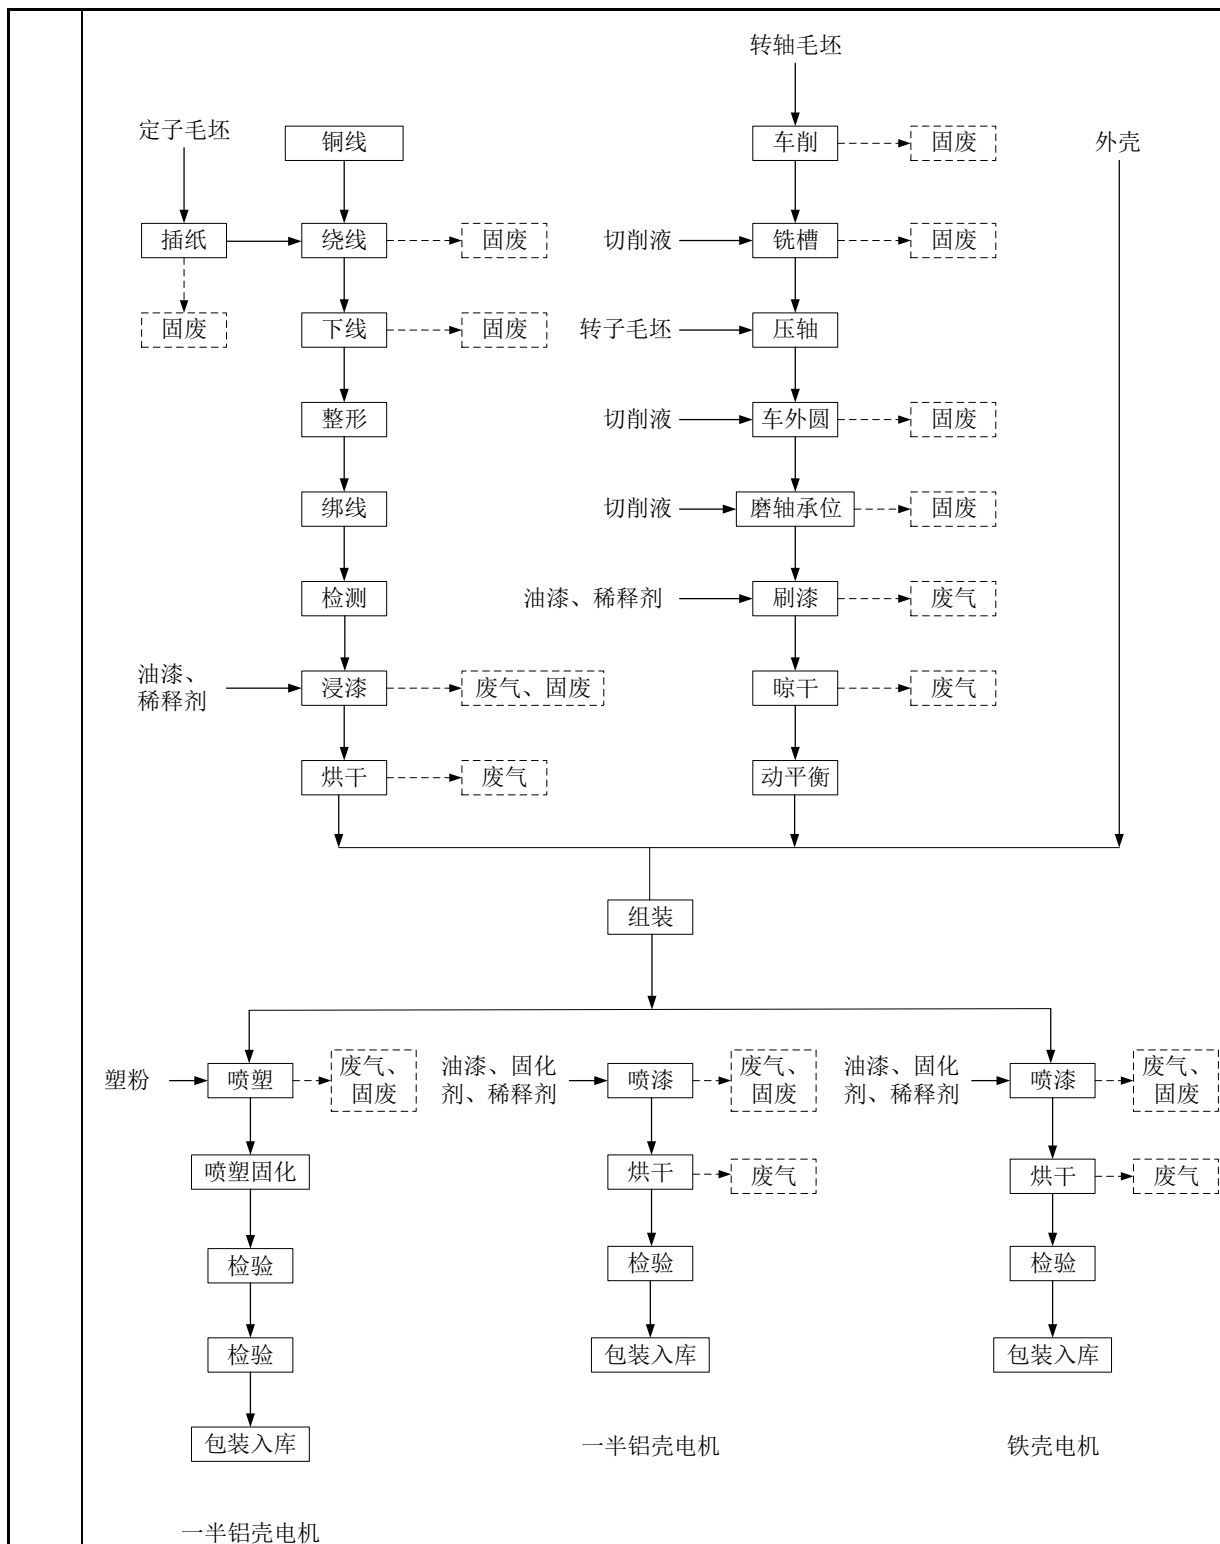 转轴毛坯
定子毛坯
铜线
车削
固废
外壳
插纸
绕线
固废
切削液
铣槽
固废
固废
下线
固废
转子毛坯
压轴
整形
切削液
车外圆
固废
绑线
切削液
磨轴承位
固废
检测
油漆、稀释剂
刷漆
废气
油漆、
稀释剂
浸漆
废气、固废
晾干
废气
烘干
废气
动平衡
组装
塑粉
喷塑
废气、
固废
油漆、固化
剂、稀释剂
喷漆
废气、
固废
油漆、固化
剂、稀释剂
喷漆
废气、
固废
喷塑固化
烘干
废气
烘干
废气
检验
检验
检验
检验
包装入库
包装入库
包装入库
一半铝壳电机
铁壳电机
一半铝壳电机